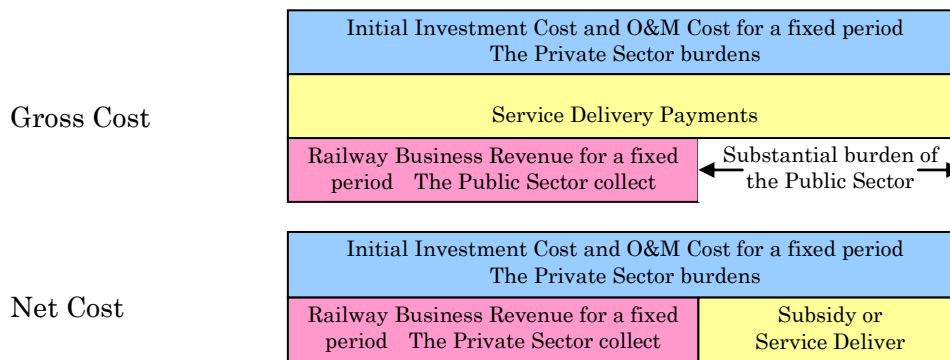 Initial Investment Cost and O&M Cost for a fixed period
The Private Sector burdens
Gross Cost
Service Delivery Payments
Railway Business Revenue for a fixed
period The Public Sector collect
Substantial burden of
the Public Sector
Initial Investment Cost and O&M Cost for a fixed period
The Private Sector burdens
Net Cost
Railway Business Revenue for a fixed
period The Private Sector collect
Subsidy or
Service Deliver